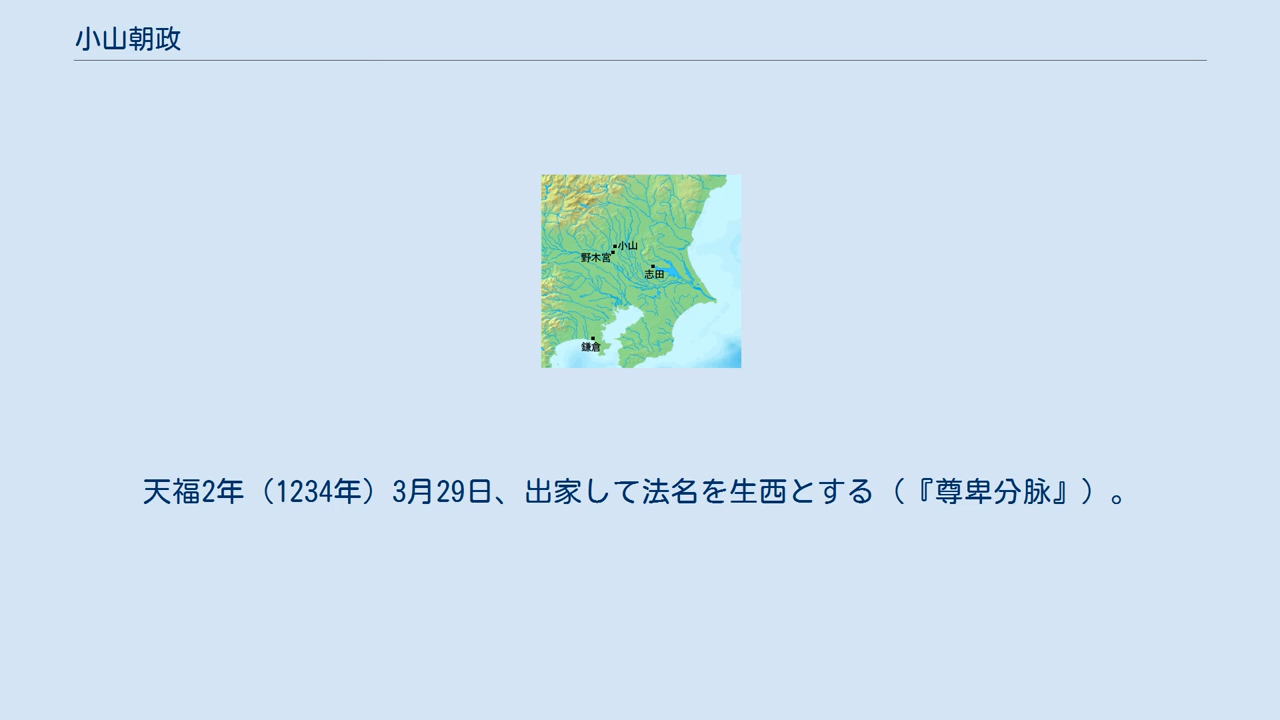 小山朝政
小山
野木宮
志田
鎌倉
天福2年（1234年）3月29日、出家して法名を生西とする（『尊卑分脉』）。